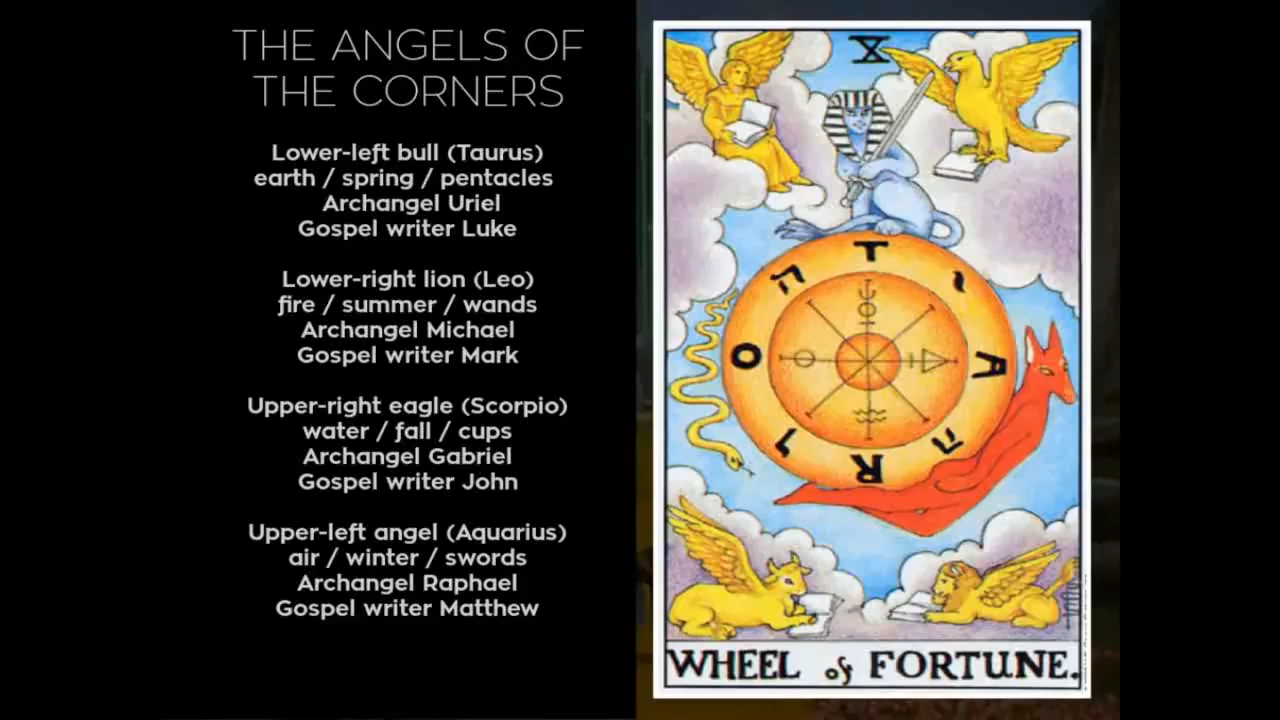 THE ANGELS OF
THE CORNERS
Lower-left bull (Taurus)
earth / spring / pentacles
Archangel Uriel
Gospel writer Luke
Lower-right lion (Leo)
fire / summer / wands
Archangel Michael
Gospel writer Mark
Upper-right eagle (Scorpio)
water / fall / cups
Archangel Gabriel
Gospel writer John
Upper-left angel (Aquarius)
air / winter / swords
Archangel Raphael
Gospel writer Matthew
X
T
י
A
ה
R
ו
O
ה
WHEEL of FORTUNE.